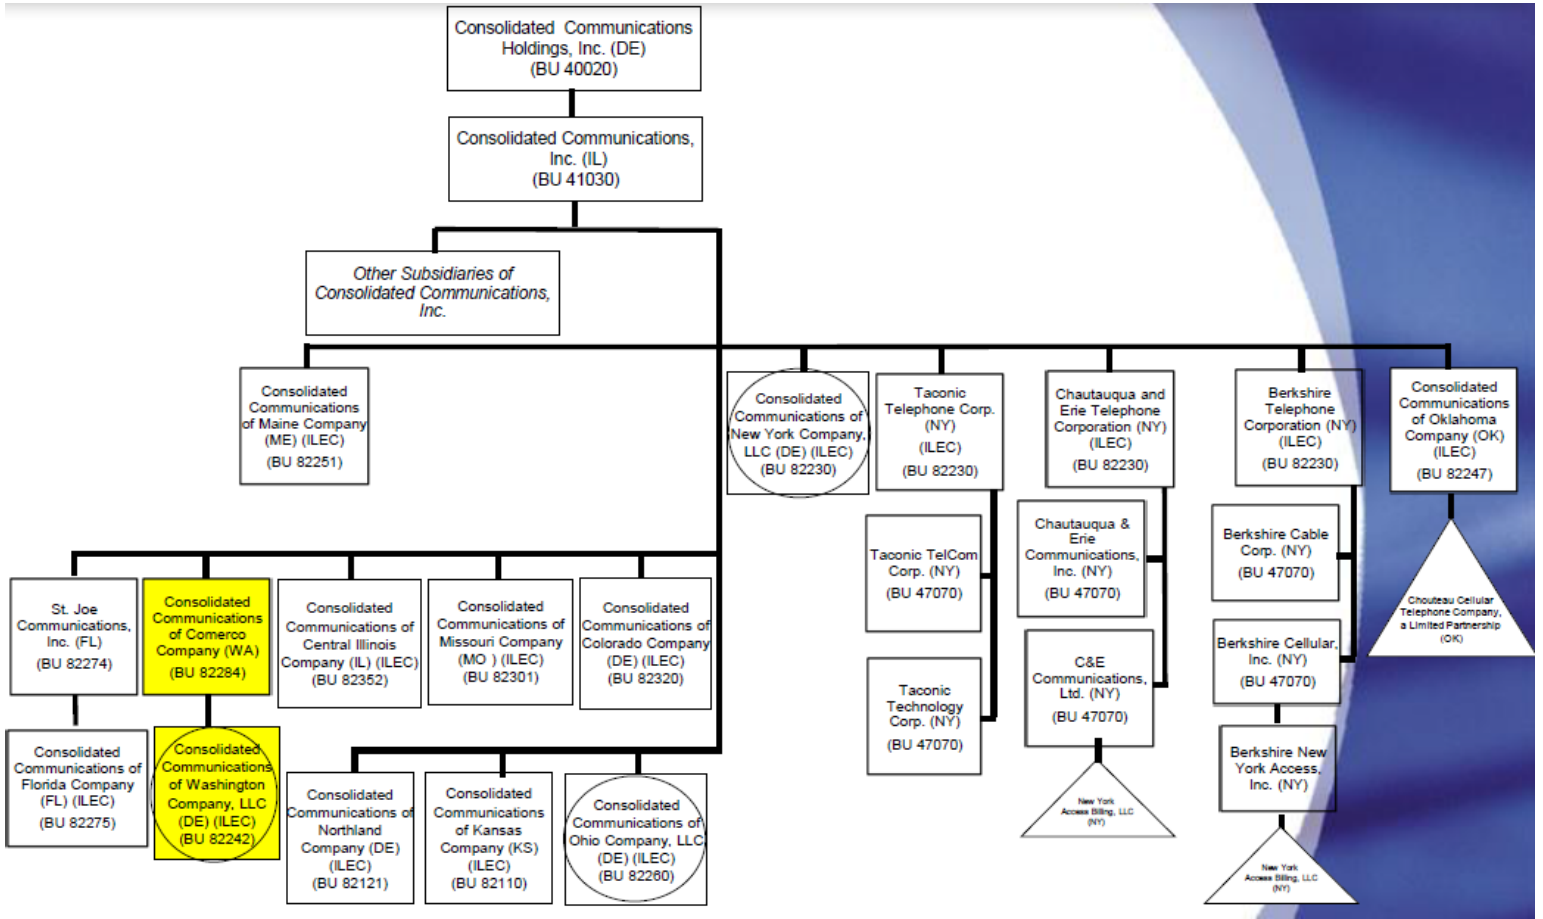 Consolidated Communications
Holdings, Inc. (DE)
(BU 40020)
Consolidated Communications,
Inc. (IL)
(BU 41030)
Other Subsidiaries of
Consolidated Communications,
Inc.
Consolidated
Communications
of Maine Company
(ME) (ILEC)
(BU 82251)
Consolidated
Communications of
New York Company,
LLC (DE) (ILEC)
(BU 82230)
Taconic
Telephone Corp.
(NY)
(ILEC)
(BU 82230)
Chautauqua and
Erie Telephone
Corporation (NY)
(ILEC)
(BU 82230)
Berkshire
Telephone
Corporation (NY)
(ILEC)
(BU 82230)
Consolidated
Communications
of Oklahoma
Company (OK)
(ILEC)
(BU 82247)
Taconic TelCom
Corp. (NY)
(BU 47070)
Taconic
Technology
Corp. (NY)
(BU 47070)
Chautauqua &
Erie
Communications,
Inc. (NY)
(BU 47070)
C&E
Communications,
Ltd. (NY)
(BU 47070)
New York
Access Billing, LLC
(NY)
Berkshire Cable
Corp. (NY)
(BU 47070)
Berkshire Cellular,
Inc. (NY)
(BU 47070)
Berkshire New
York Access,
Inc. (NY)
New York
Access Billing, LLC
(NY)
Chouteau Cellular
Telephone Company,
a Limited Partnership
(OK)
St. Joe
Communications,
Inc. (FL)
(BU 82274)
Consolidated
Communications
of Comerco
Company (WA)
(BU 82284)
Consolidated
Communications of
Central Illinois
Company (IL) (ILEC)
(BU 82352)
Consolidated
Communications of
Missouri Company
(MO ) (ILEC)
(BU 82301)
Consolidated
Communications of
Colorado Company
(DE) (ILEC)
(BU 82320)
Consolidated
Communications of
Florida Company
(FL) (ILEC)
(BU 82275)
Consolidated
Communications
of Washington
Company, LLC
(DE) (ILEC)
(BU 82242)
Consolidated
Communications of
Northland
Company (DE)
(ILEC)
(BU 82121)
Consolidated
Communications
of Kansas
Company (KS)
(ILEC)
(BU 82110)
Consolidated
Communications of
Ohio Company, LLC
(DE) (ILEC)
(BU 82260)